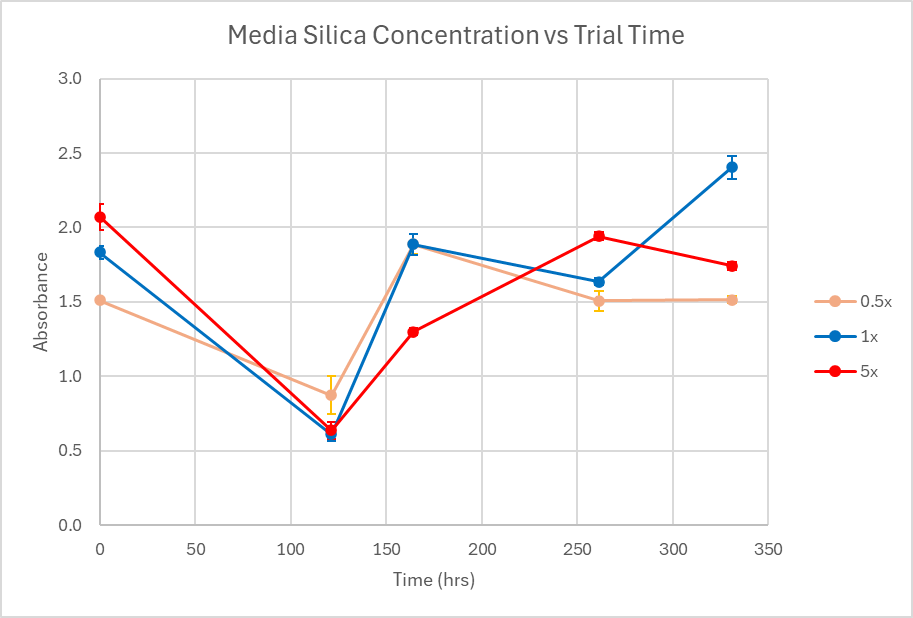 Media Silica Concentration vs Trial Time
3.0
2.5
2.0
1.5
1.0
0.5
0.0
Absorbance
0 50 100 150 200 250 300 350
Time (hrs)
0.5x
1x
5x